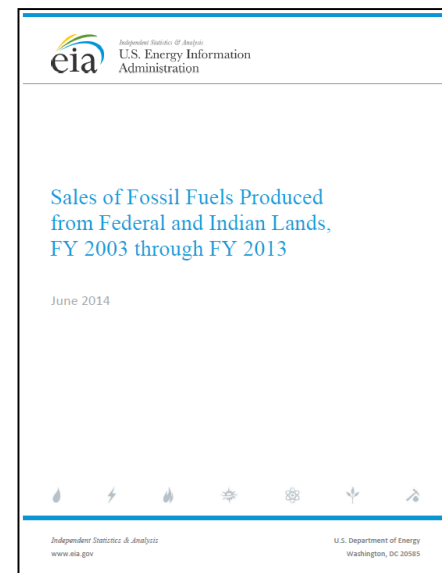 eia
Independent Statistics & Analysis
U.S. Energy Information
Administration
Sales of Fossil Fuels Produced
from Federal and Indian Lands,
FY 2003 through FY 2013
June 2014
Independent Statistics & Analysis
www.eia.gov
U.S. Department of Energy
Washington, DC 20585